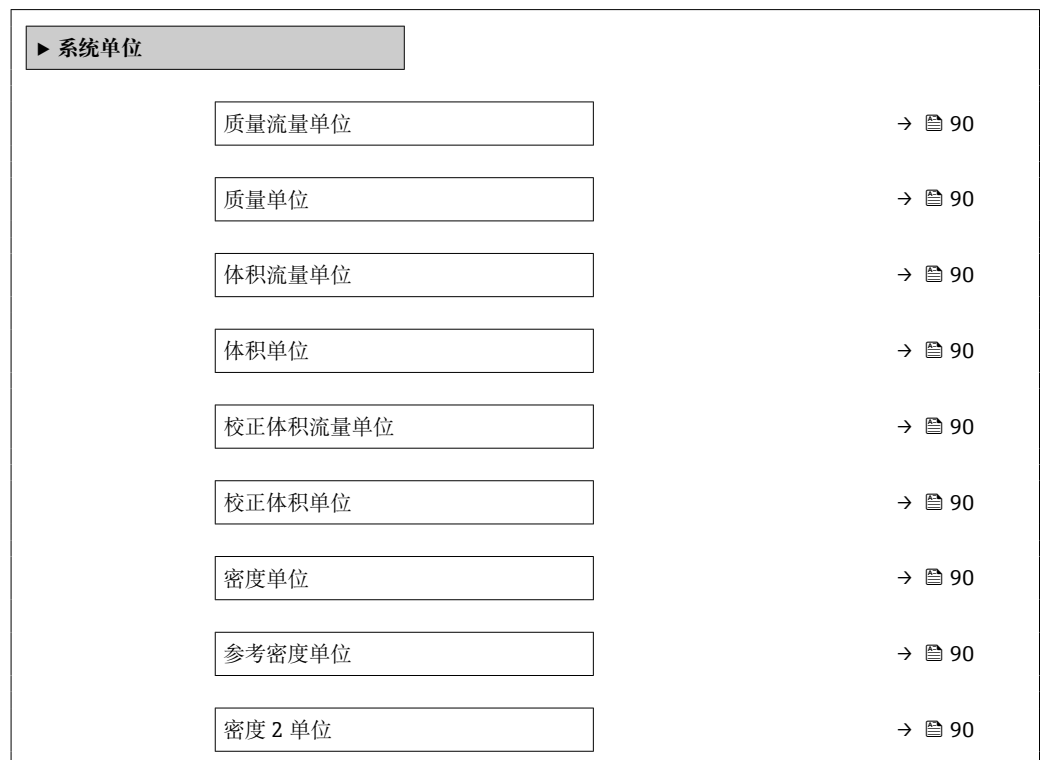 ▶ 系统单位
质量流量单位 → 🖹 90
质量单位 → 🖹 90
体积流量单位 → 🖹 90
体积单位 → 🖹 90
校正体积流量单位 → 🖹 90
校正体积单位 → 🖹 90
密度单位 → 🖹 90
参考密度单位 → 🖹 90
密度 2 单位 → 🖹 90